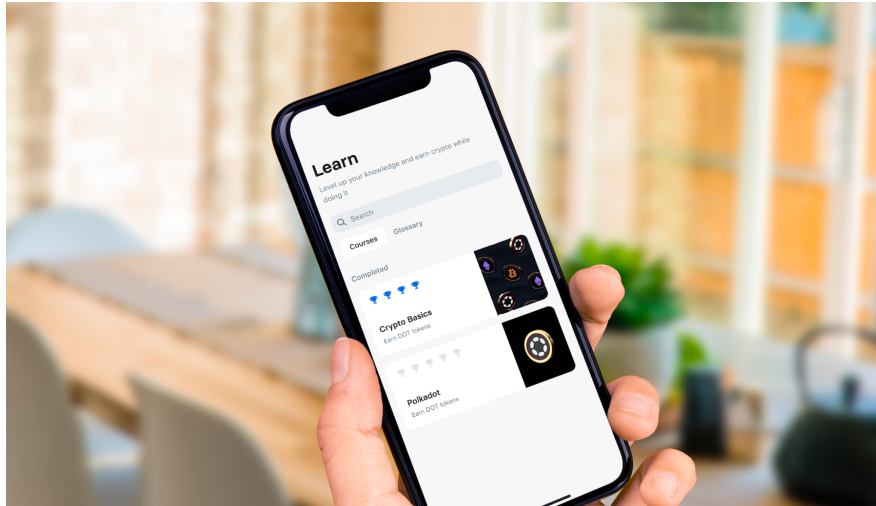 Learn
Level up your knowledge and earn crypto while
doing it
Search
Courses
Glossary
Completed
Crypto Basics
Earn DOT tokens
Polkadot
Earn DOT tokens